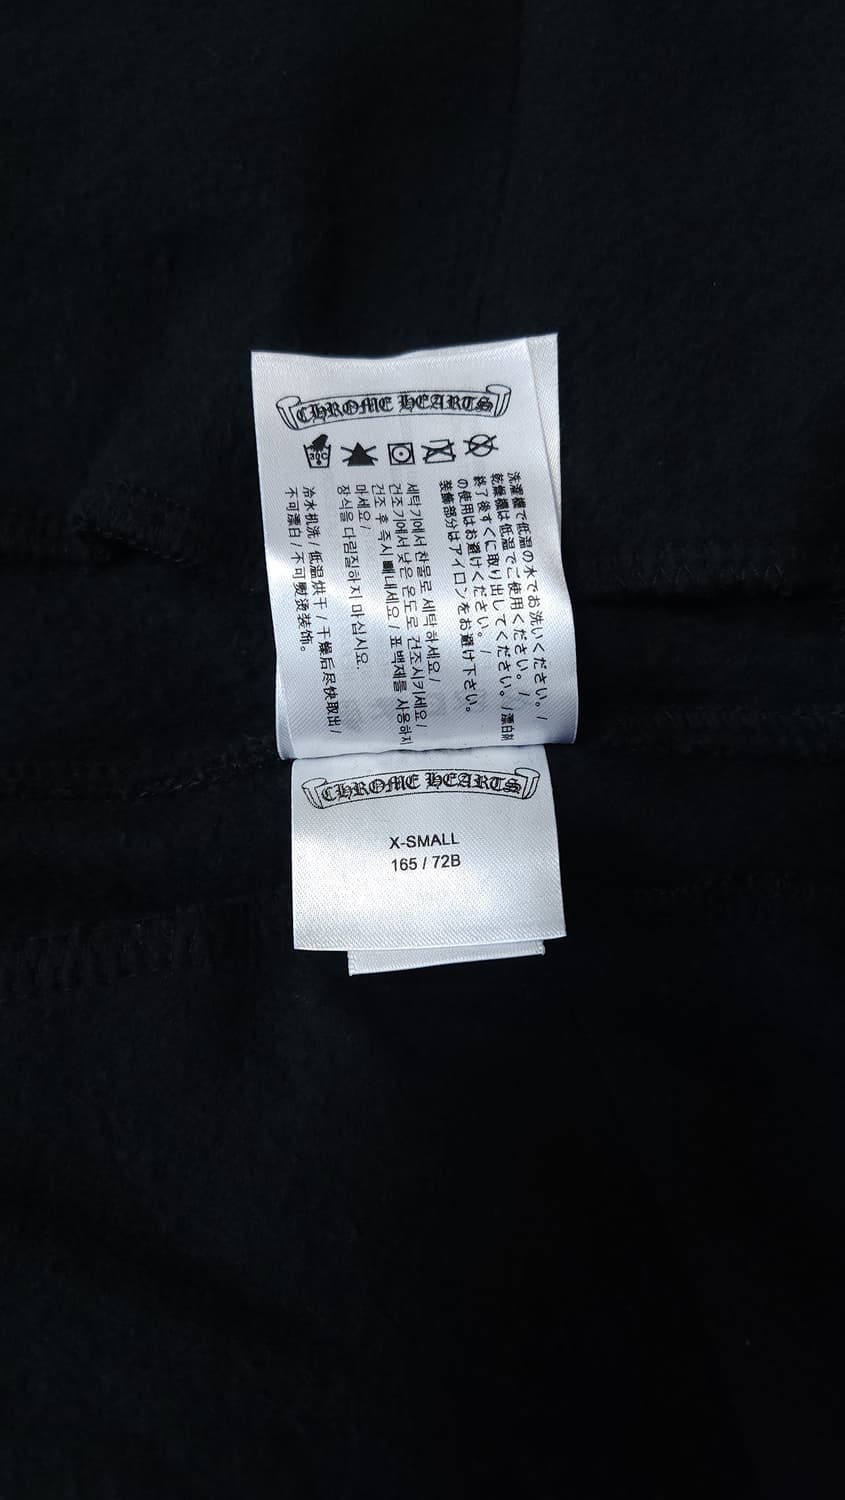 CHROME HEARTS
30C
洗濯機で低温の水でお洗いください。/
乾燥機は低温でご使用ください。/
終了後すぐに取り出してください。/漂白剤
の使用はお避けください。/
装飾部分はアイロンをお避け下さい。
세탁기에서 찬물로 세탁하세요/
건조기에서 낮은 온도로 건조시키세요/
건조 후 즉시 빼내세요 / 표백제를 사용하지
마세요/
장식을 다림질하지 마십시요.
冷水机洗 / 低温烘干 / 干燥后尽快取出 /
不可漂白 / 不可熨烫装饰。
CHROME HEARTS
X-SMALL
165 / 72B